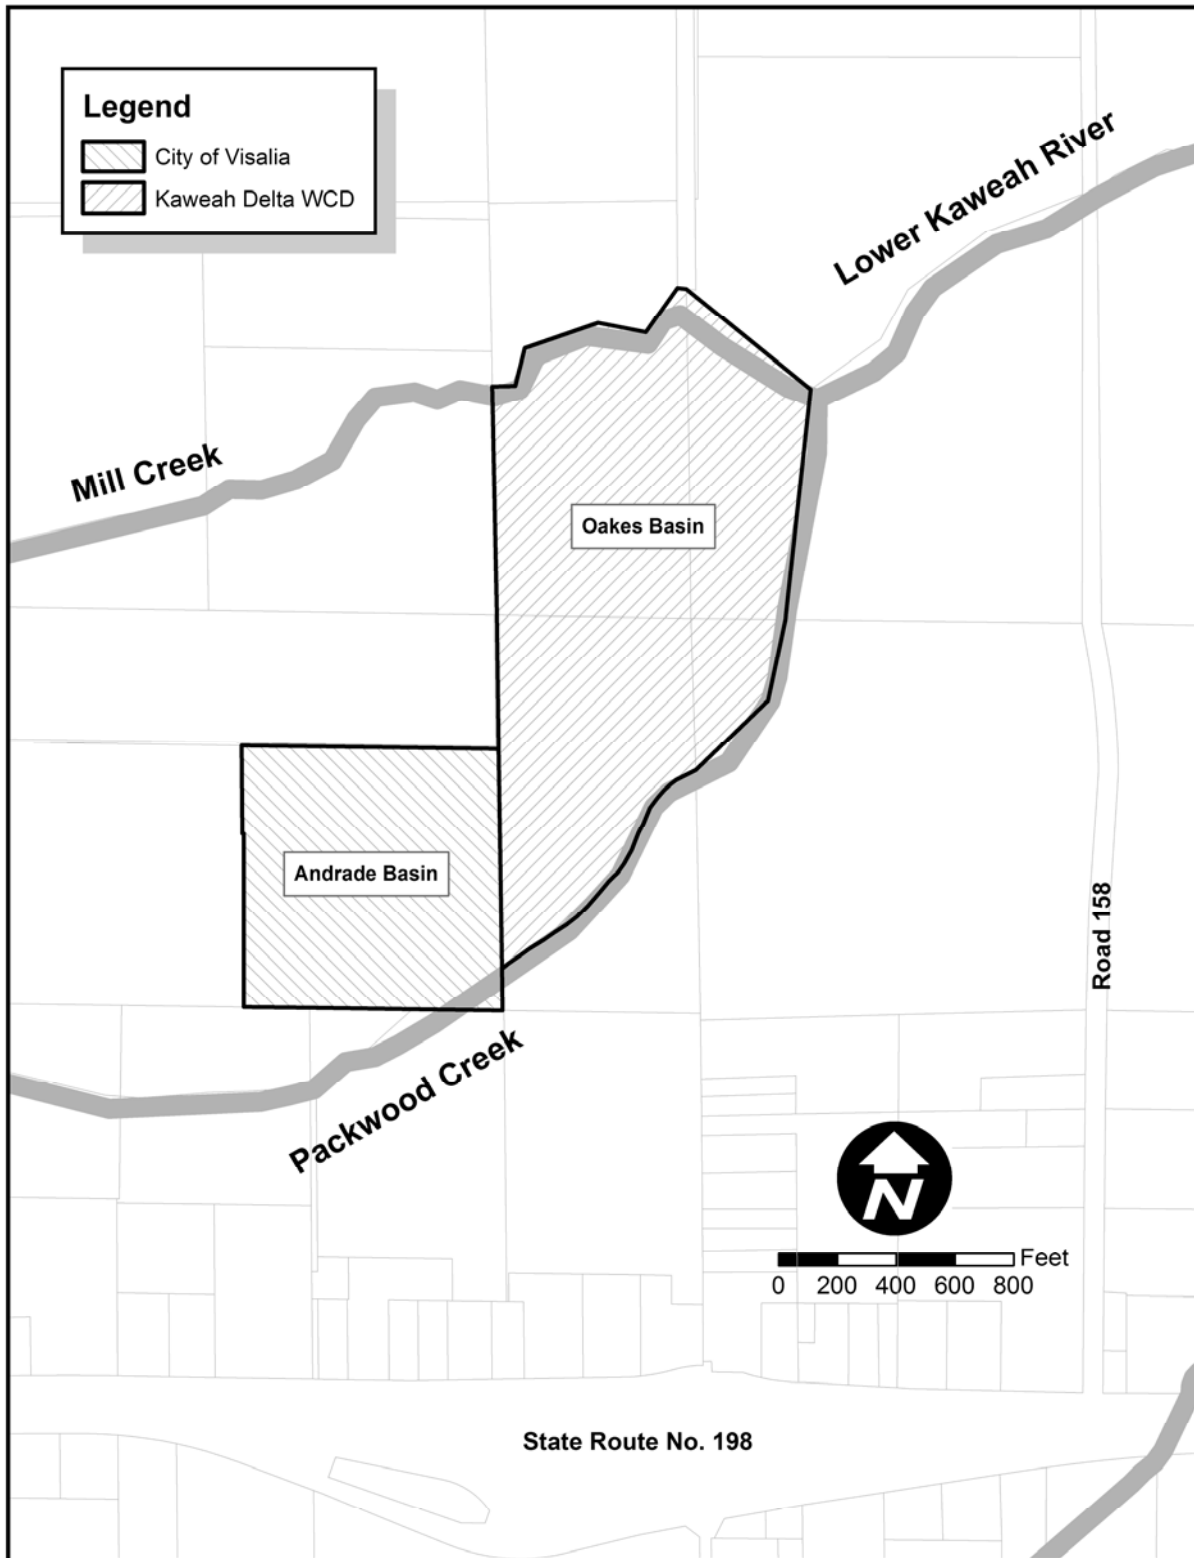 Legend
City of Visalia
Kaweah Delta WCD
Lower Kaweah River
Mill Creek
Oakes Basin
Andrade Basin
Road 158
Packwood Creek
N
Feet
0 200 400 600 800
State Route No. 198